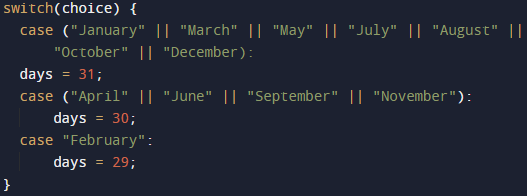 switch(choice) {
case ("January" || "March" || "May" || "July" || "August" ||
"October" || "December):
days = 31;
case ("April" || "June" || "September" || "November"):
days = 30;
case "February":
days = 29;
}